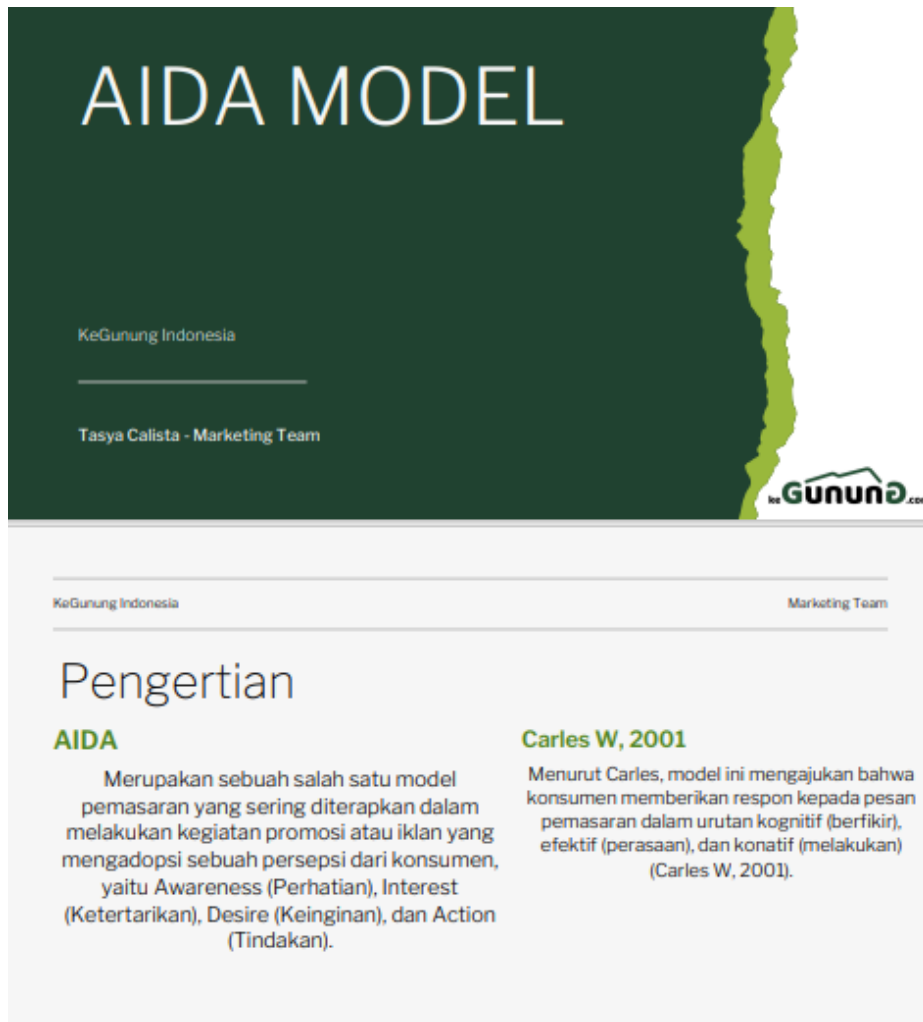 AIDA MODEL
KeGunung Indonesia
Tasya Calista - Marketing Team
ke Gunung .com
KeGunung Indonesia
Marketing Team
Pengertian
AIDA
Merupakan sebuah salah satu model
pemasaran yang sering diterapkan dalam
melakukan kegiatan promosi atau iklan yang
mengadopsi sebuah persepsi dari konsumen,
yaitu Awareness (Perhatian), Interest
(Ketertarikan), Desire (Keinginan), dan Action
(Tindakan).
Carles W, 2001
Menurut Carles, model ini mengajukan bahwa
konsumen memberikan respon kepada pesan
pemasaran dalam urutan kognitif (berfikir),
efektif (perasaan), dan konatif (melakukan)
(Carles W, 2001).